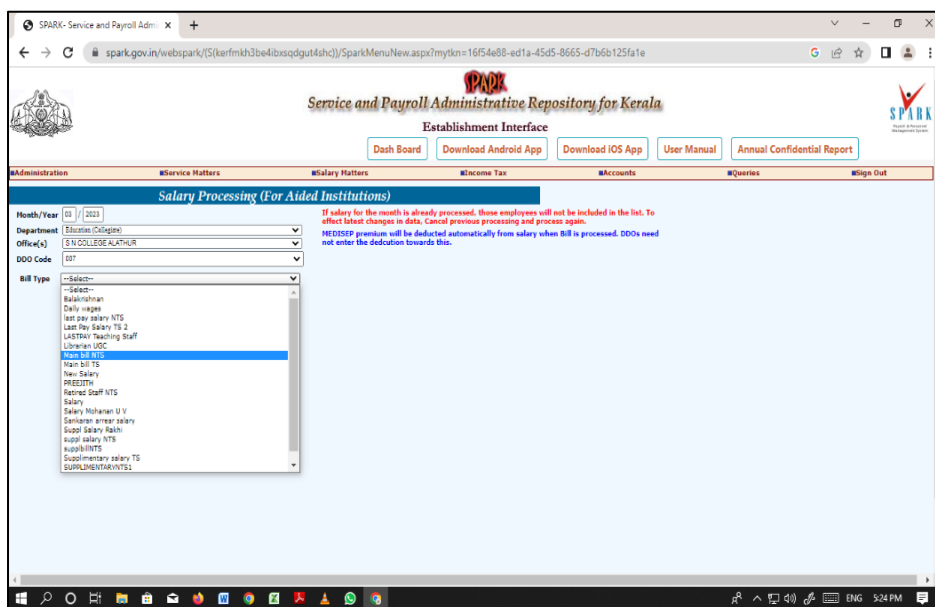 SPARK- Service and Payroll Admi
spark.gov.in/webspark/(S(kerfmkh3be4ibxsqdgut4shc))/SparkMenuNew.aspx?mytkn=16f54e88-ed1a-45d5-8665-d7b6b125fa1e
SPARK
Service and Payroll Administrative Repository for Kerala
Establishment Interface
SPARK
Dash Board Download Android App Download iOS App User Manual Annual Confidential Report
Administration Service Matters Salary Matters Income Tax Accounts Queries Sign Out
Salary Processing (For Aided Institutions)
Month/Year 03 / 2023
Department Education (Collegiate)
Office(s) S N COLLEGE ALATHUR
DDO Code 007
Bill Type --Select--
If salary for the month is already processed, those employees will not be included in the list. To
effect latest changes in data, Cancel previous processing and process again.
MEDISEP premium will be deducted automatically from salary when Bill is processed. DDOs need
not enter the dedcution towards this.
--Select--
Balakrishnan
Daily wages
last pay salary NTS
Last Pay Salary TS 2
LASTPAY Teaching Staff
Librarian UGC
Main bill NTS
Main bill TS
New Salary
PREEJITH
Retired Staff NTS
Salary
Salery Mohanan U V
Sankaran arrear salary
Suppl Salary Rakhi
suppl salary NTS
supplbillNTS
Supplimentary salary TS
SUPPLIMENTARYNTS1
ENG 5:24 PM